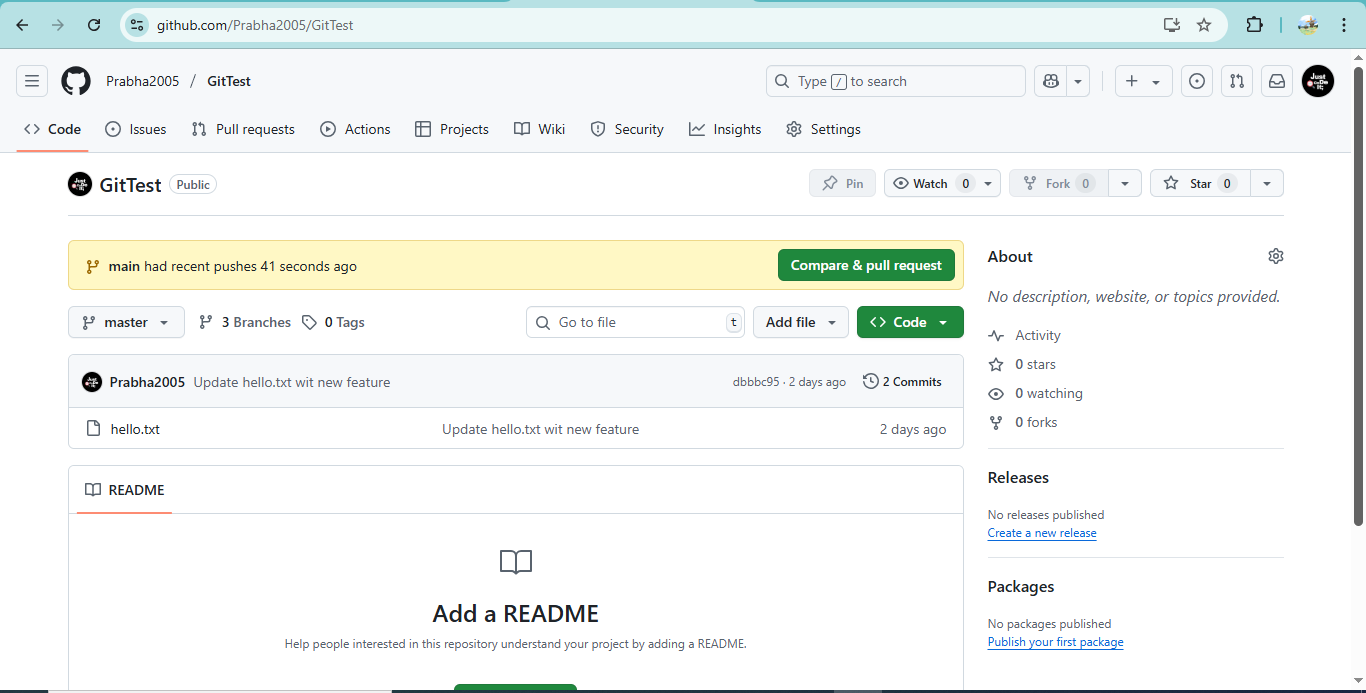 github.com/Prabha2005/GitTest
Prabha2005 / GitTest
Type / to search
Code Issues Pull requests Actions Projects Wiki Security Insights Settings
GitTest Public
Pin Watch 0 Fork 0 Star 0
main had recent pushes 41 seconds ago Compare & pull request
master 3 Branches 0 Tags Go to file t Add file Code
Prabha2005 Update hello.txt wit new feature dbbbc95 · 2 days ago 2 Commits
hello.txt Update hello.txt wit new feature 2 days ago
README
Add a README
Help people interested in this repository understand your project by adding a README.
About
No description, website, or topics provided.
Activity
0 stars
0 watching
0 forks
Releases
No releases published
Create a new release
Packages
No packages published
Publish your first package